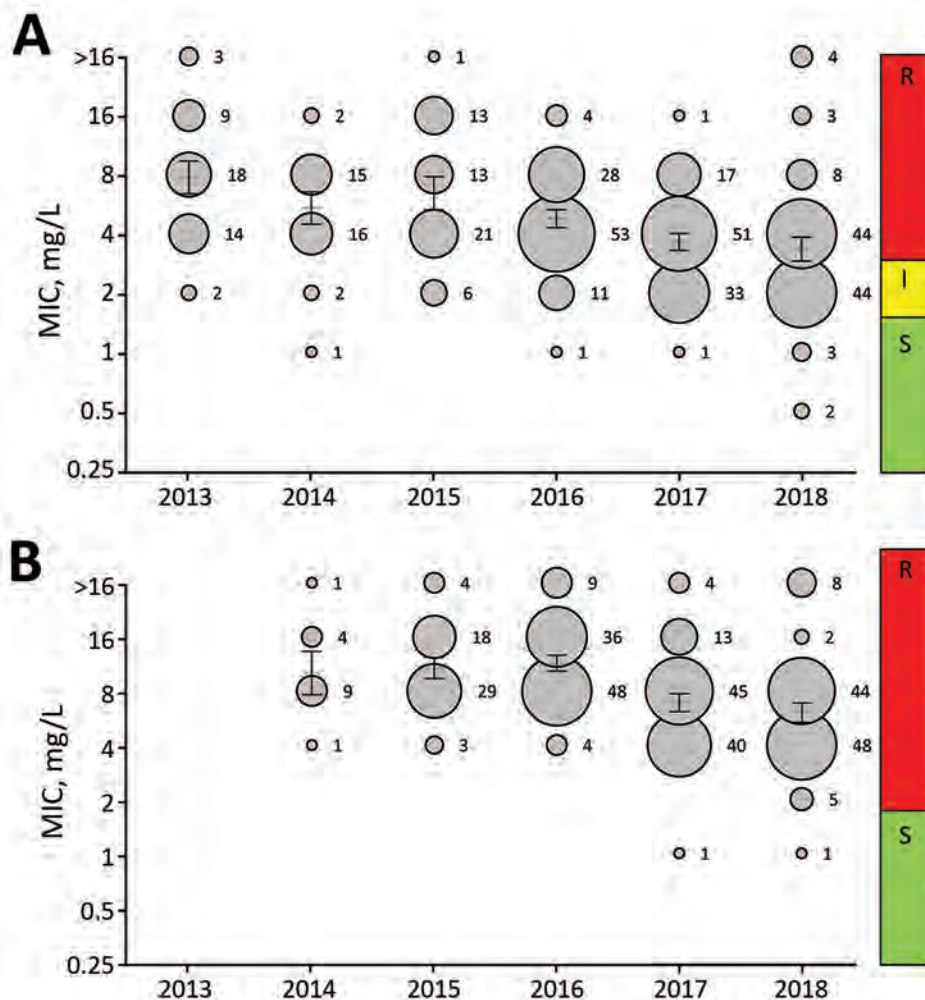 A
>16 3 1 4 R
16 9 2 13 4 1 3
8 18 15 13 28 17 8
MIC, mg/L
4 14 16 21 53 51 44
2 2 2 6 11 33 44 I
1 1 1 1 3 S
0.5 2
0.25
2013 2014 2015 2016 2017 2018
B
>16 1 4 9 4 8 R
16 4 18 36 13 2
8 9 29 48 45 44
MIC, mg/L
4 1 3 4 40 48
2 5
1 1 1 S
0.5
0.25
2013 2014 2015 2016 2017 2018